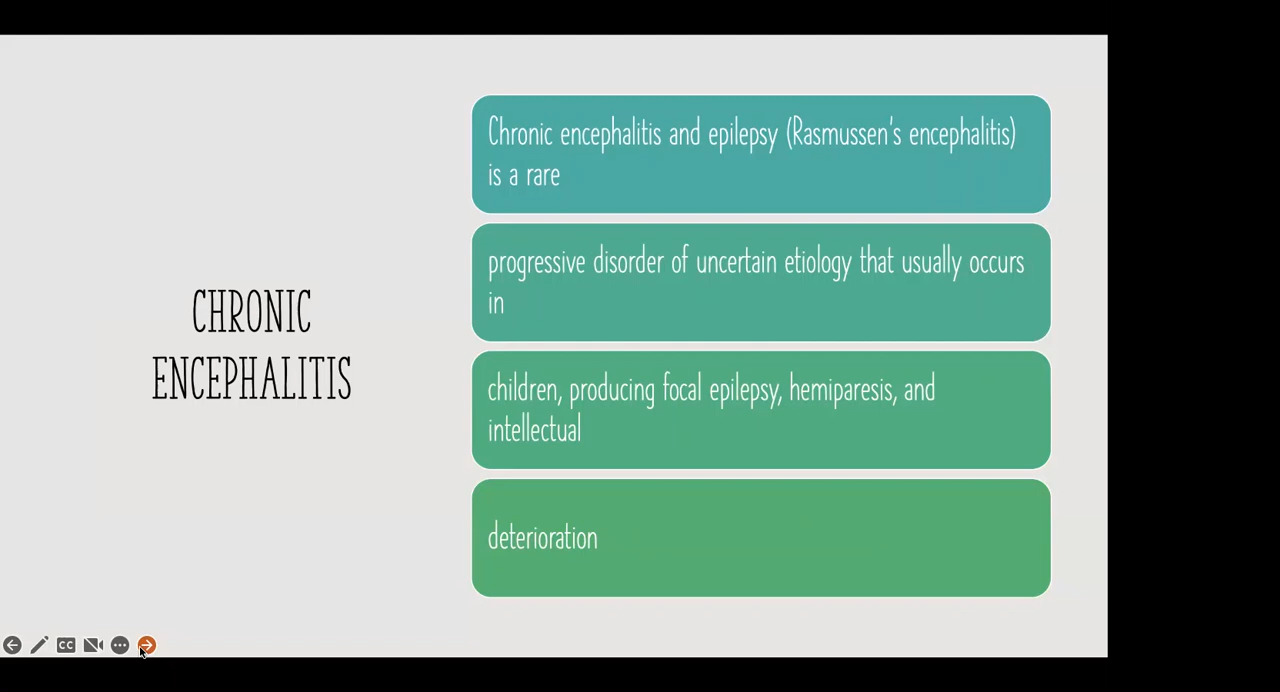 CHRONIC
ENCEPHALITIS
Chronic encephalitis and epilepsy (Rasmussen's encephalitis)
is a rare
progressive disorder of uncertain etiology that usually occurs
in
children, producing focal epilepsy, hemiparesis, and
intellectual
deterioration
CC